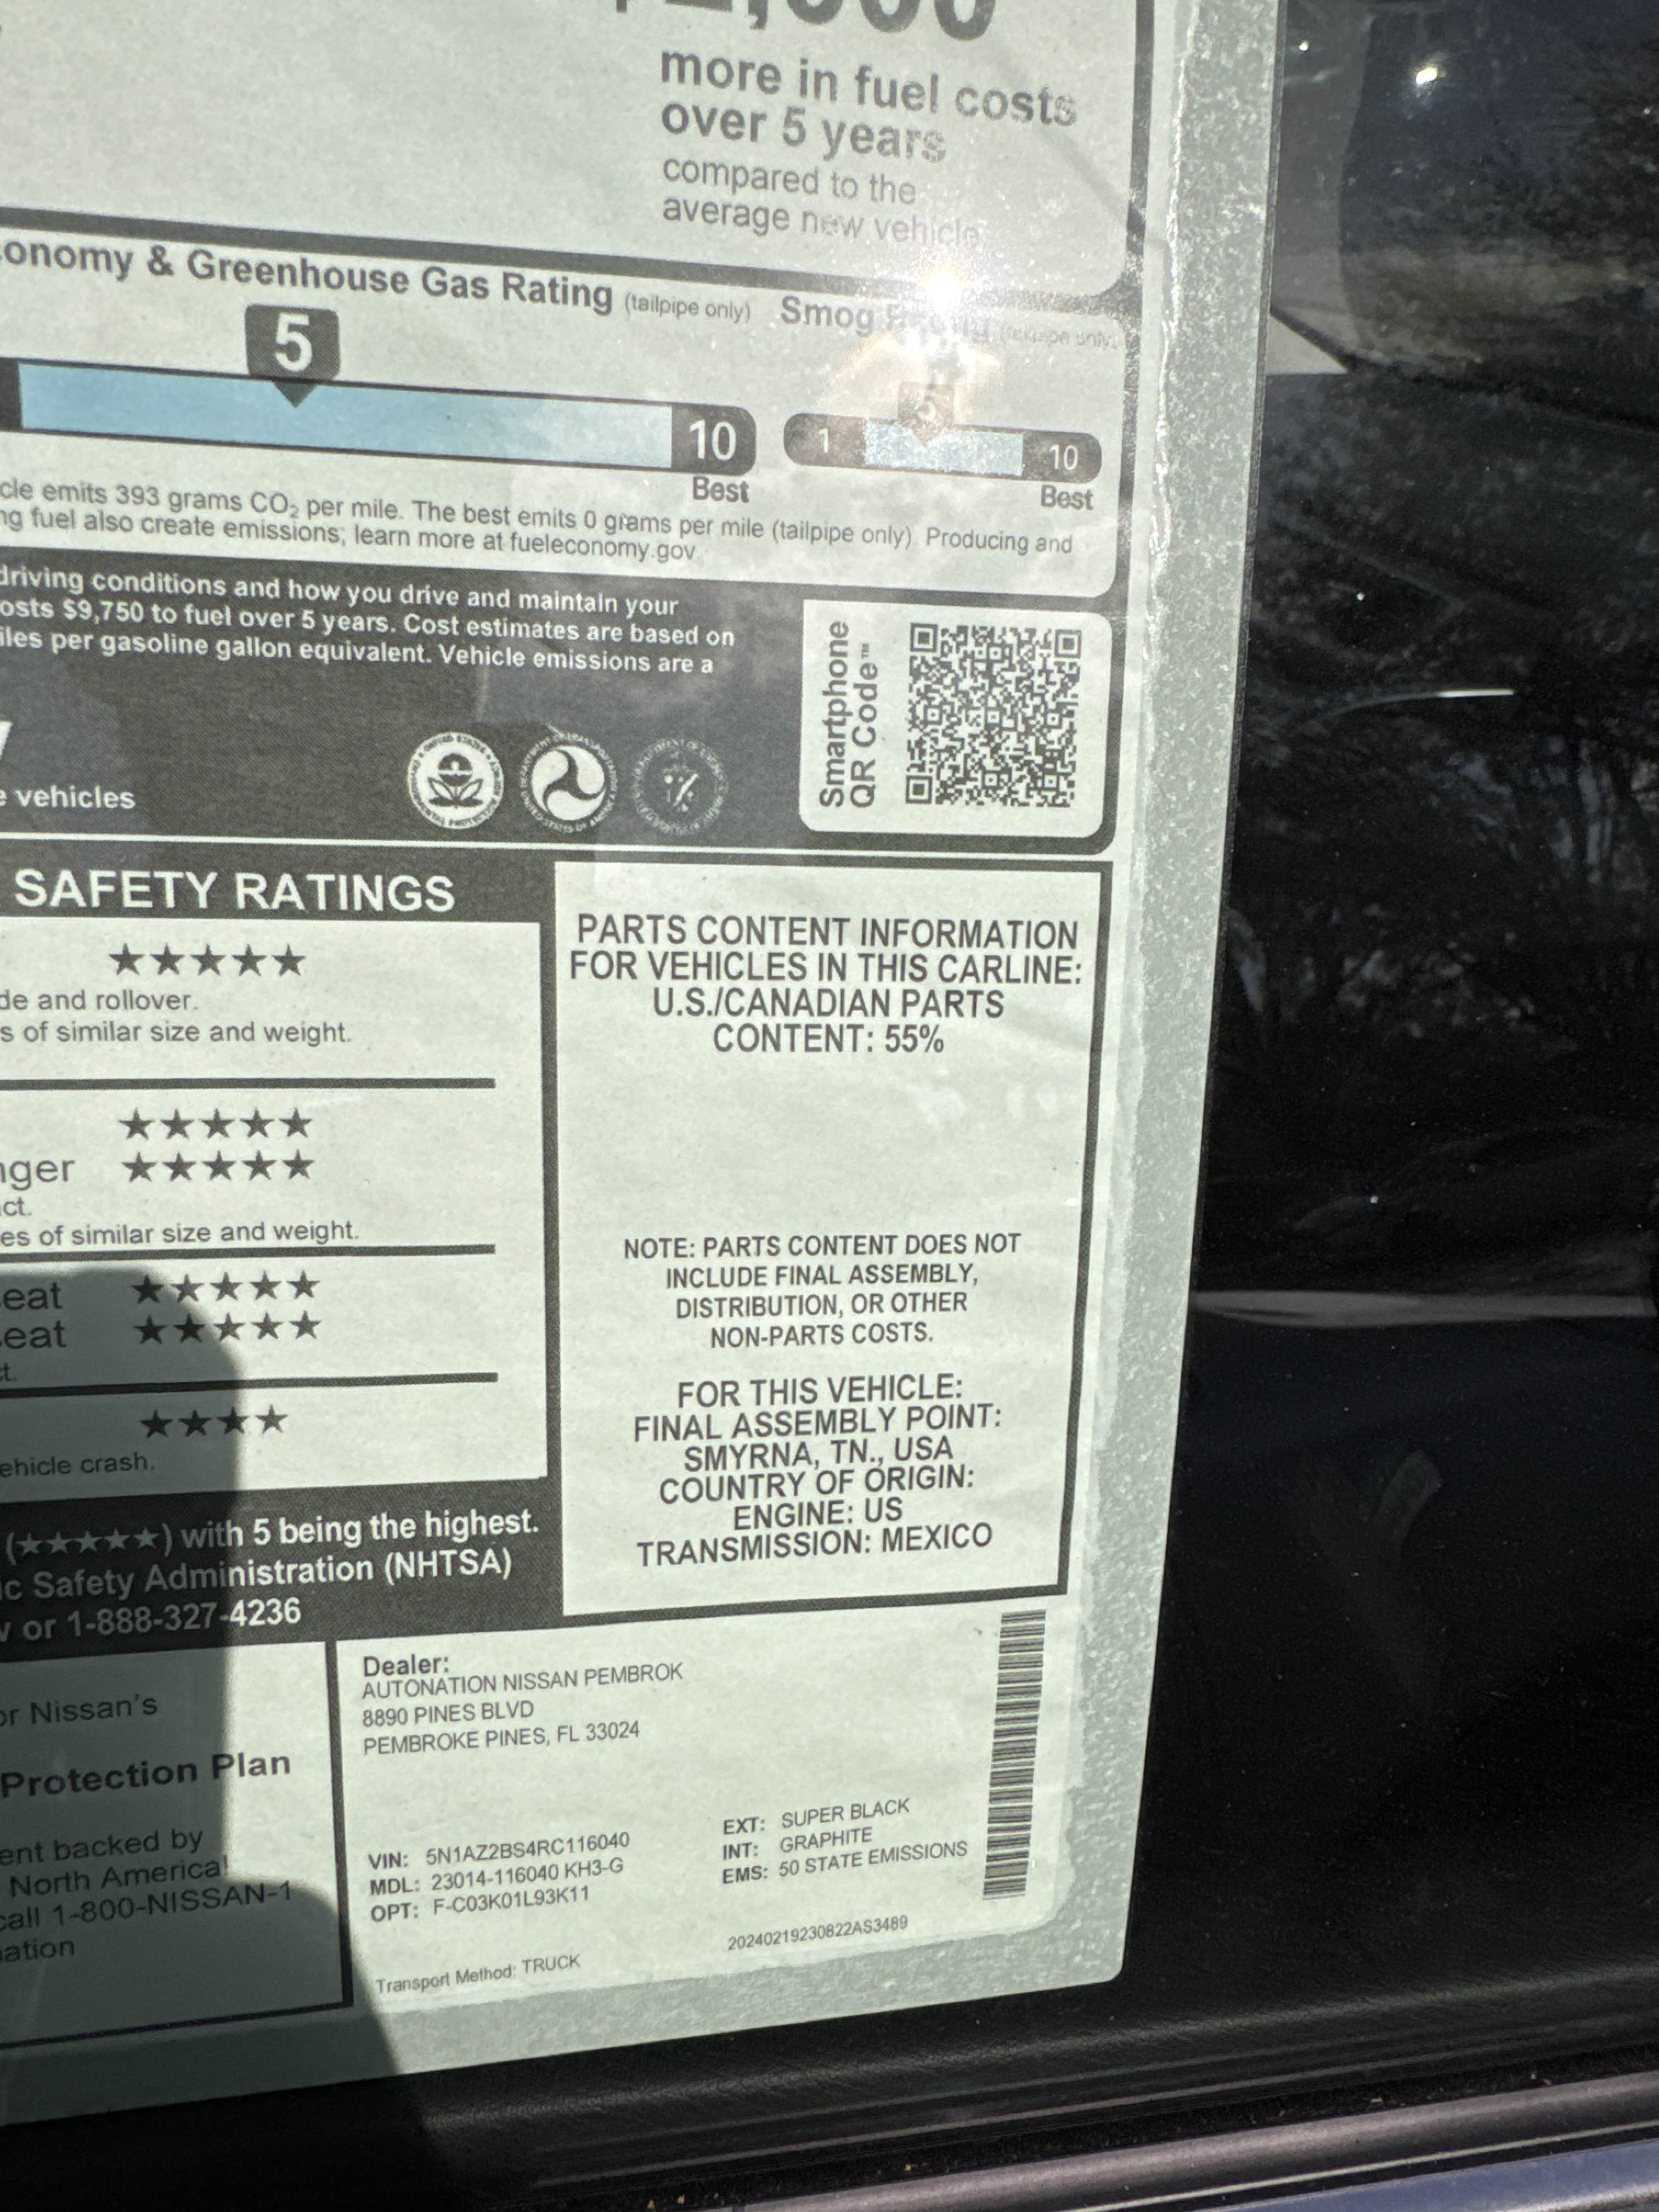 more in fuel costs
over 5 years
compared to the
average new vehicle
onomy & Greenhouse Gas Rating (tailpipe only) Smog Rating (tailpipe only)
5
10
1
5
10
Best
Best
cle emits 393 grams CO₂ per mile. The best emits 0 grams per mile (tailpipe only). Producing and
ng fuel also create emissions; learn more at fueleconomy.gov.
driving conditions and how you drive and maintain your
osts $9,750 to fuel over 5 years. Cost estimates are based on
iles per gasoline gallon equivalent. Vehicle emissions are a
Smartphone
QR Code™
e vehicles
SAFETY RATINGS
★★★★★
de and rollover.
s of similar size and weight.
★★★★★
nger ★★★★★
ct.
es of similar size and weight.
eat ★★★★★
eat ★★★★★
ct.
★★★★
ehicle crash.
(★★★★★) with 5 being the highest.
ic Safety Administration (NHTSA)
v or 1-888-327-4236
PARTS CONTENT INFORMATION
FOR VEHICLES IN THIS CARLINE:
U.S./CANADIAN PARTS
CONTENT: 55%
NOTE: PARTS CONTENT DOES NOT
INCLUDE FINAL ASSEMBLY,
DISTRIBUTION, OR OTHER
NON-PARTS COSTS.
FOR THIS VEHICLE:
FINAL ASSEMBLY POINT:
SMYRNA, TN., USA
COUNTRY OF ORIGIN:
ENGINE: US
TRANSMISSION: MEXICO
or Nissan's
Protection Plan
ent backed by
North America!
call 1-800-NISSAN-1
ation
Dealer:
AUTONATION NISSAN PEMBROK
8890 PINES BLVD
PEMBROKE PINES, FL 33024
VIN: 5N1AZ2BS4RC116040
MDL: 23014-116040 KH3-G
OPT: F-C03K01L93K11
EXT: SUPER BLACK
INT: GRAPHITE
EMS: 50 STATE EMISSIONS
20240219230822AS3489
Transport Method: TRUCK